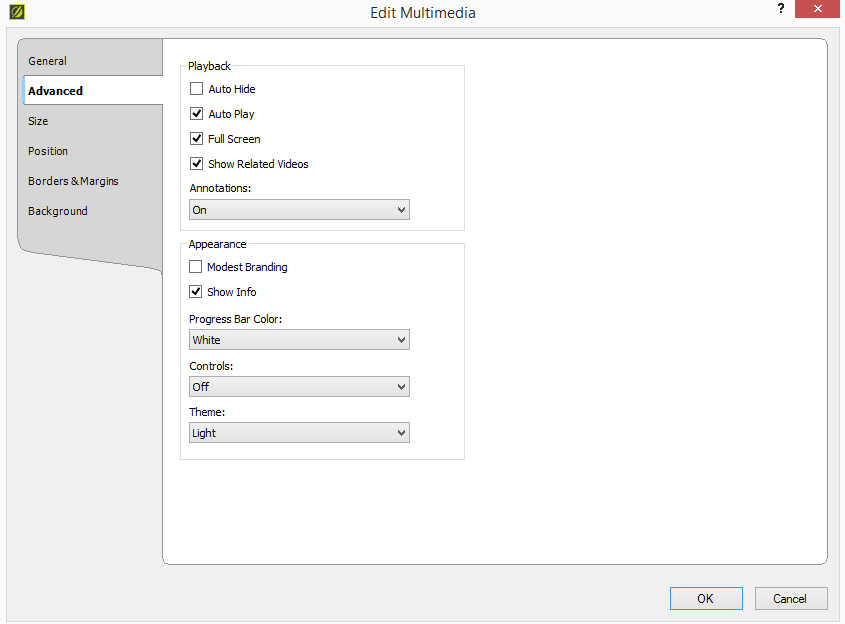 Edit Multimedia
?
General
Advanced
Size
Position
Borders & Margins
Background
Playback
Auto Hide
Auto Play
Full Screen
Show Related Videos
Annotations:
On
Appearance
Modest Branding
Show Info
Progress Bar Color:
White
Controls:
Off
Theme:
Light
OK
Cancel